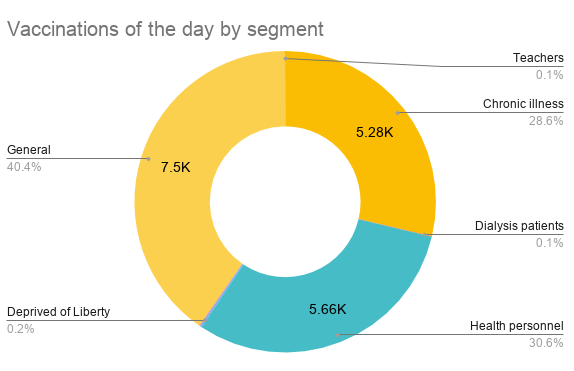 Vaccinations of the day by segment
Teachers
0.1%
Chronic illness
28.6%
5.28K
General
40.4%
7.5K
Dialysis patients
0.1%
Deprived of Liberty
0.2%
5.66K
Health personnel
30.6%